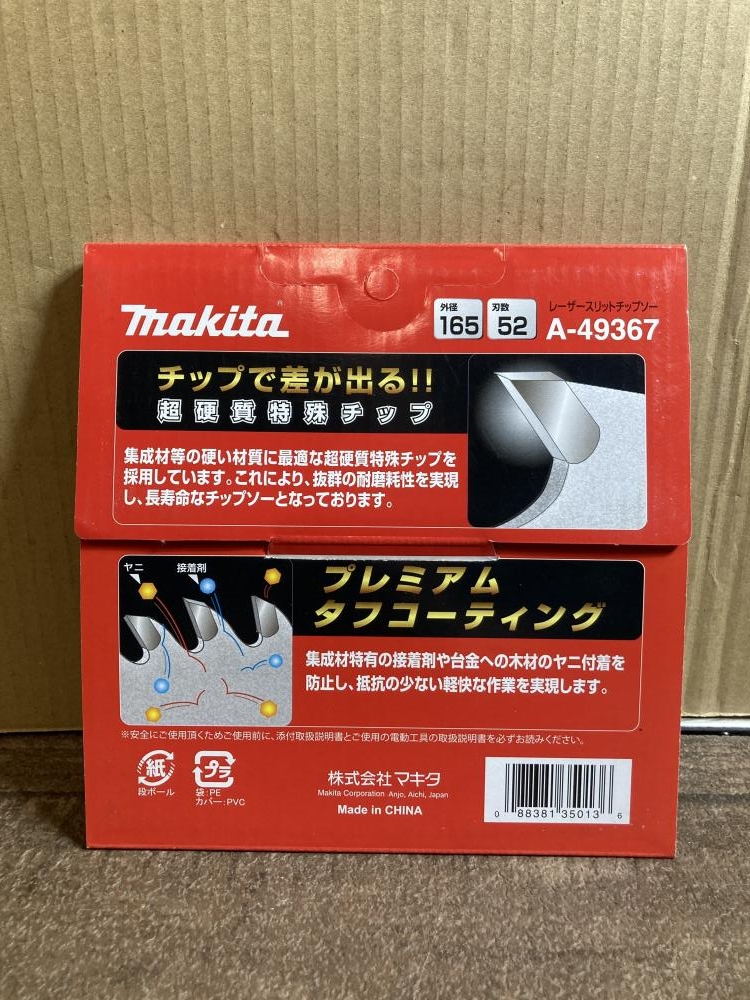 makita®
外径
165
刃数
52
レーザースリットチップソー
A-49367
チップで差が出る!!
超硬質特殊チップ
集成材等の硬い材質に最適な超硬質特殊チップを
採用しています。これにより、抜群の耐磨耗性を実現
し、長寿命なチップソーとなっております。
ヤニ
接着剤
プレミアム
タフコーティング
集成材特有の接着剤や台金への木材のヤニ付着を
防止し、抵抗の少ない軽快な作業を実現します。
※安全にご使用頂くためご使用前に、添付取扱説明書とご使用の電動工具の取扱説明書を必ずお読みください。
紙
段ボール
プラ
袋:PE
カバー:PVC
株式会社マキタ
Makita Corporation Anjo, Aichi, Japan
Made in CHINA
0 88381 35013 6